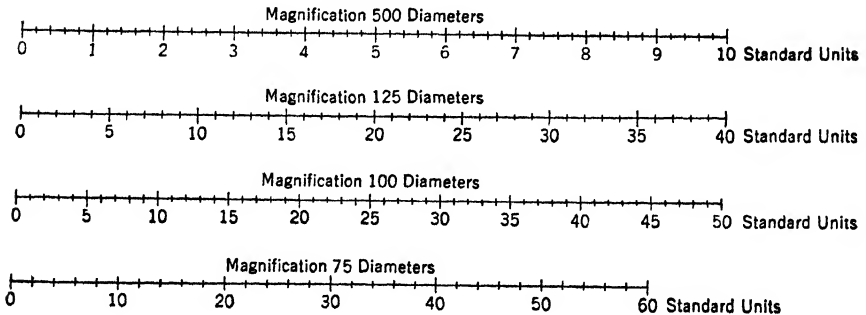 Magnification 500 Diameters
0 1 2 3 4 5 6 7 8 9 10 Standard Units
Magnification 125 Diameters
0 5 10 15 20 25 30 35 40 Standard Units
Magnification 100 Diameters
0 5 10 15 20 25 30 35 40 45 50 Standard Units
Magnification 75 Diameters
0 10 20 30 40 50 60 Standard Units